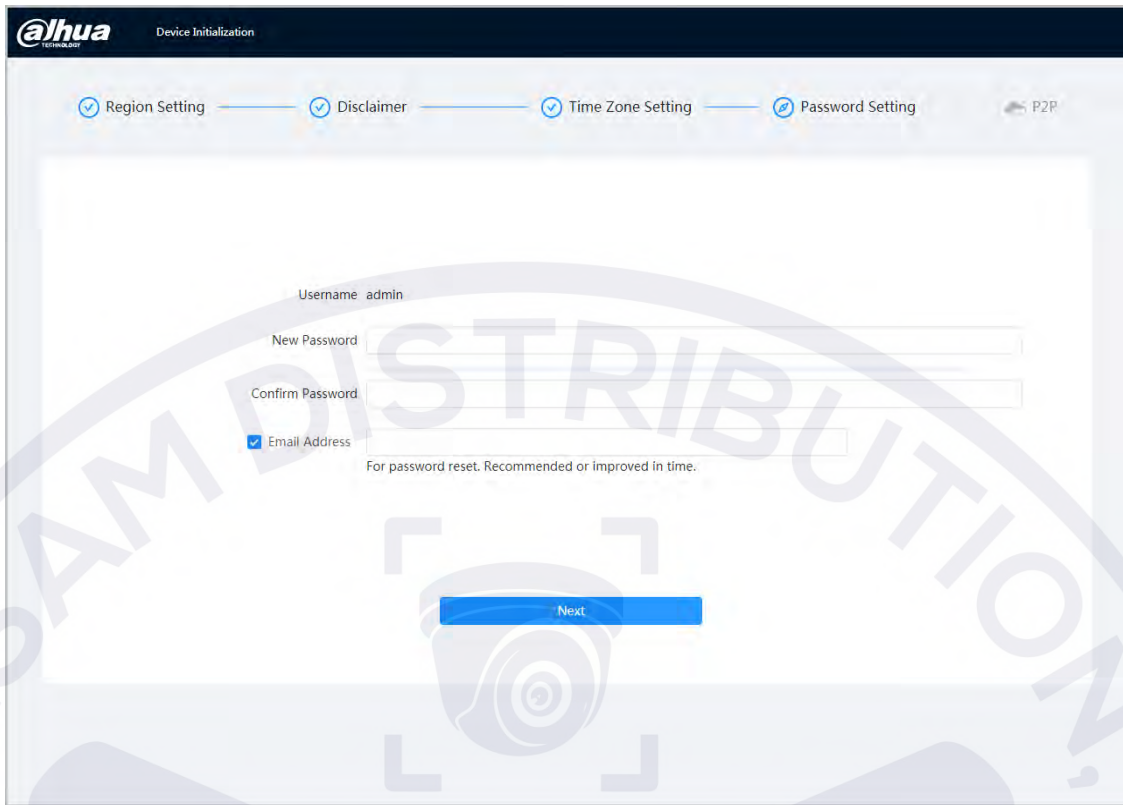 alhua
TECHNOLOGY
Device Initialization
Region Setting
Disclaimer
Time Zone Setting
Password Setting
P2P
Username admin
New Password
Confirm Password
Email Address
For password reset. Recommended or improved in time.
Next
SAM DISTRIBUTION,